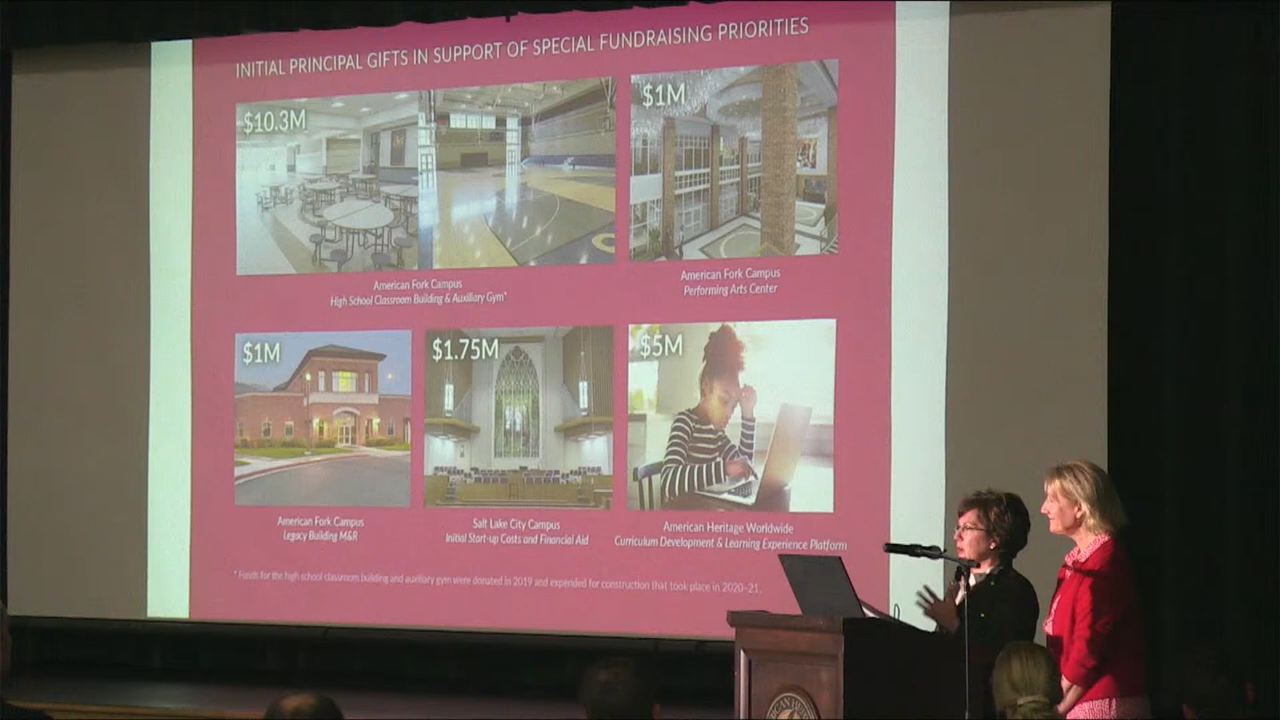 INITIAL PRINCIPAL GIFTS IN SUPPORT OF SPECIAL FUNDRAISING PRIORITIES
$10.3M
$1M
American Fork Campus
High School Classroom Building & Auxiliary Gym*
American Fork Campus
Performing Arts Center
$1M
$1.75M
$5M
American Fork Campus
Legacy Building M&R
Salt Lake City Campus
Initial Start-up Costs and Financial Aid
American Heritage Worldwide
Curriculum Development & Learning Experience Platform
* Funds for the high school classroom building and auxiliary gym were donated in 2019 and expended for construction that took place in 2020-21.